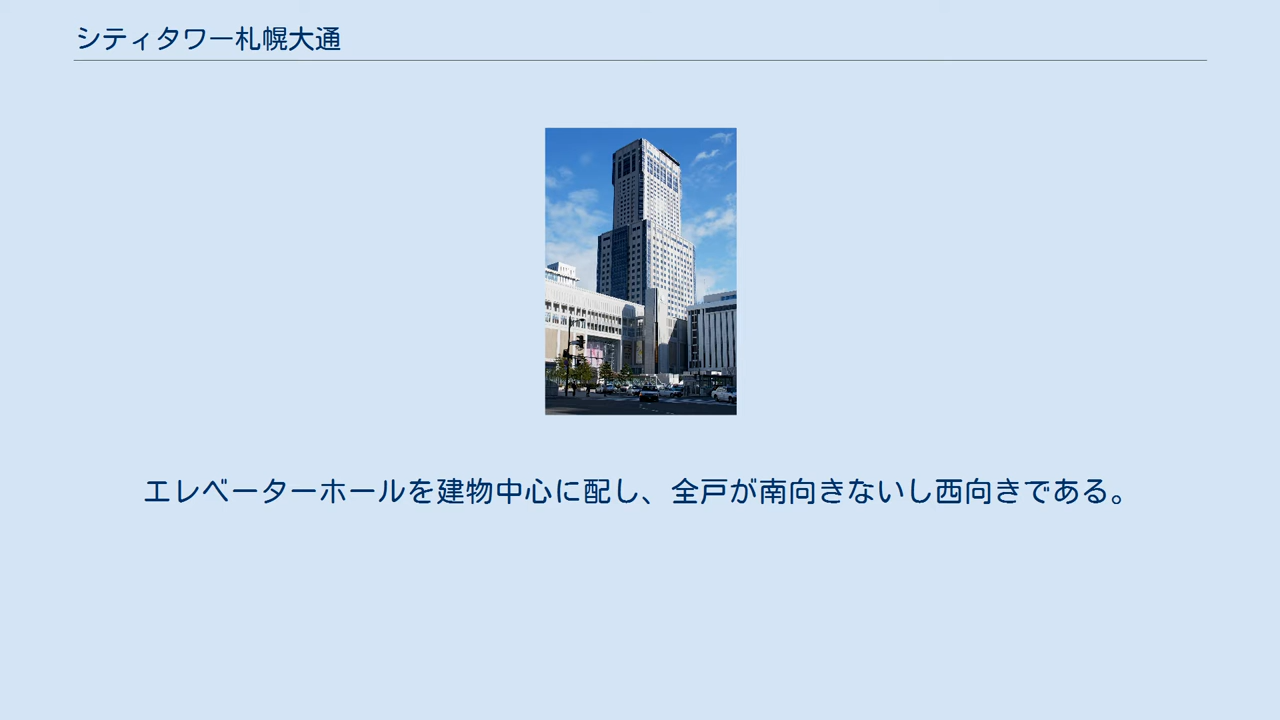 シティタワー札幌大通
エレベーターホールを建物中心に配し、全戸が南向きないし西向きである。